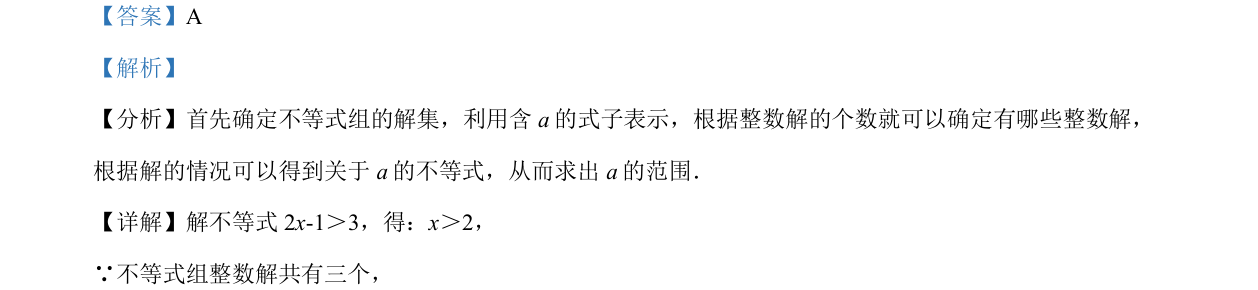 【答案】A
【解析】
【分析】首先确定不等式组的解集，利用含 a 的式子表示，根据整数解的个数就可以确定有哪些整数解，
根据解的情况可以得到关于 a 的不等式，从而求出 a 的范围．
【详解】解不等式 2x-1＞3，得：x＞2，
∵不等式组整数解共有三个，